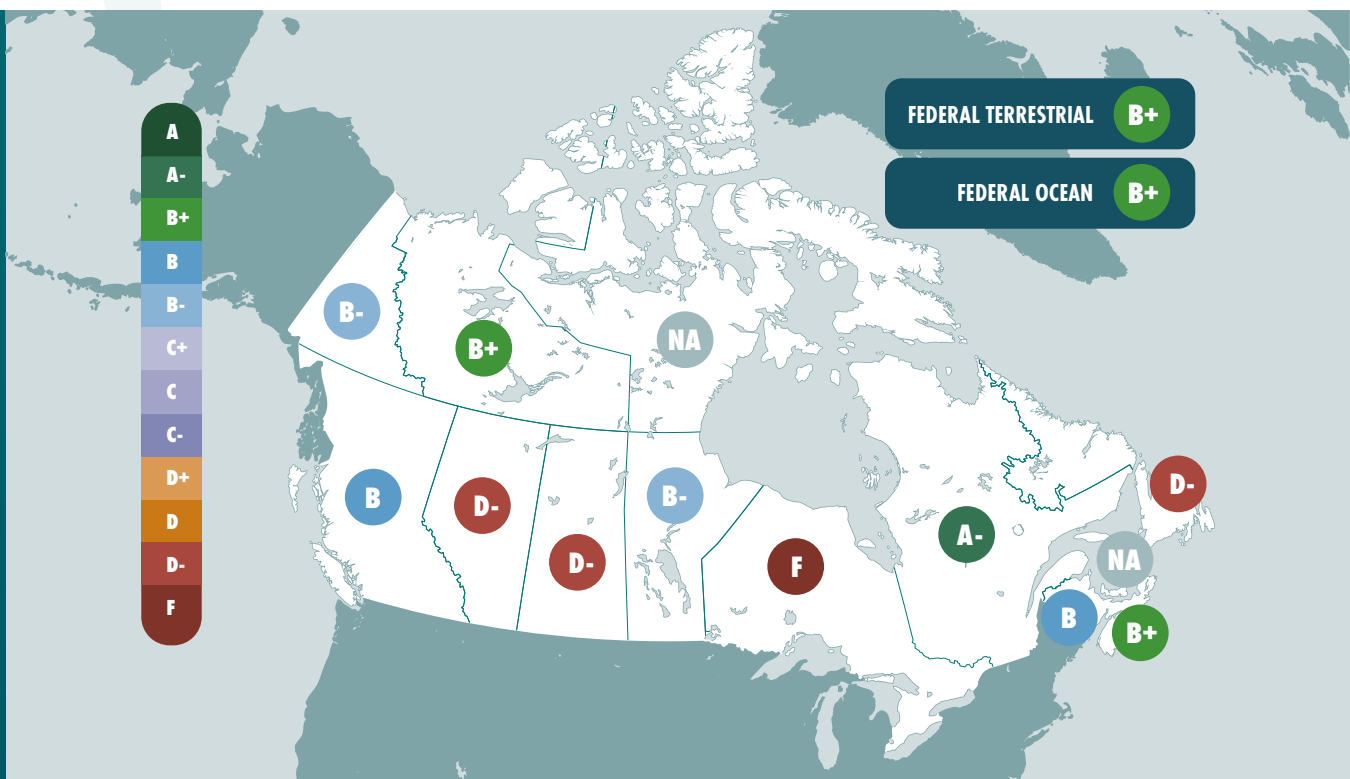 A
A-
B+
B
B-
C+
C
C-
D+
D
D-
F
FEDERAL TERRESTRIAL B+
FEDERAL OCEAN B+
B-
B+
NA
B
D-
D-
B-
F
A-
D-
NA
B
B+